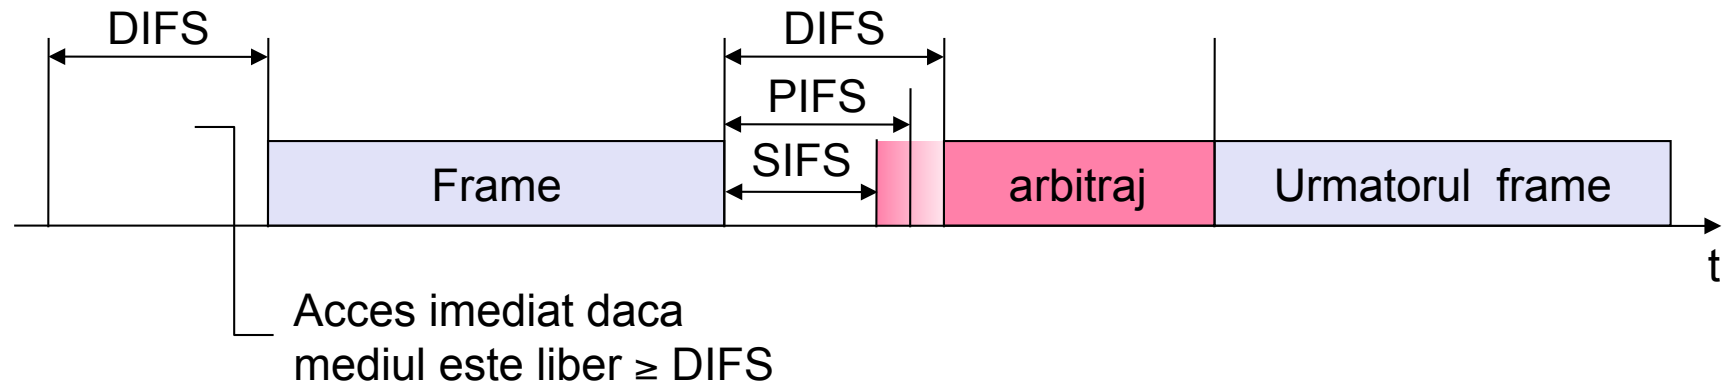 DIFS
DIFS
PIFS
SIFS
Frame
arbitraj
Urmatorul frame
t
Acces imediat daca
mediul este liber ≥ DIFS